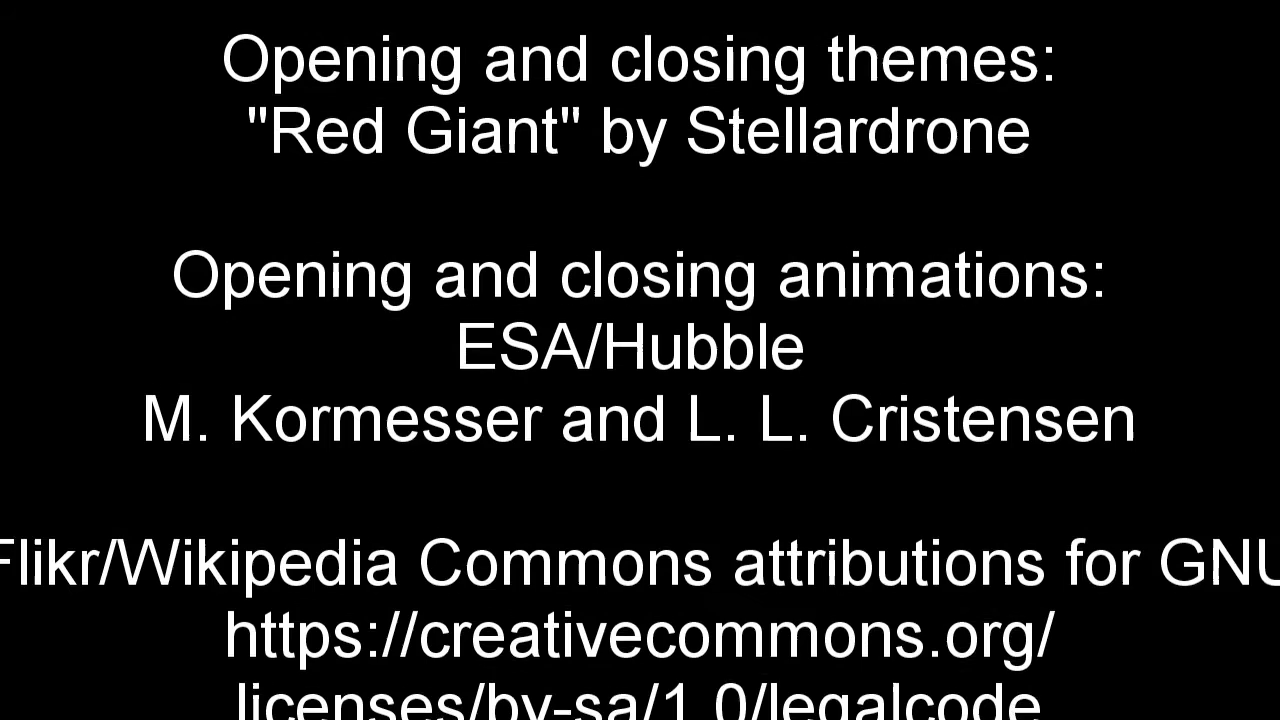 Opening and closing themes:
"Red Giant" by Stellardrone
Opening and closing animations:
ESA/Hubble
M. Kormesser and L. L. Cristensen
Flikr/Wikipedia Commons attributions for GNU
https://creativecommons.org/
licenses/by-sa/1.0/legalcode